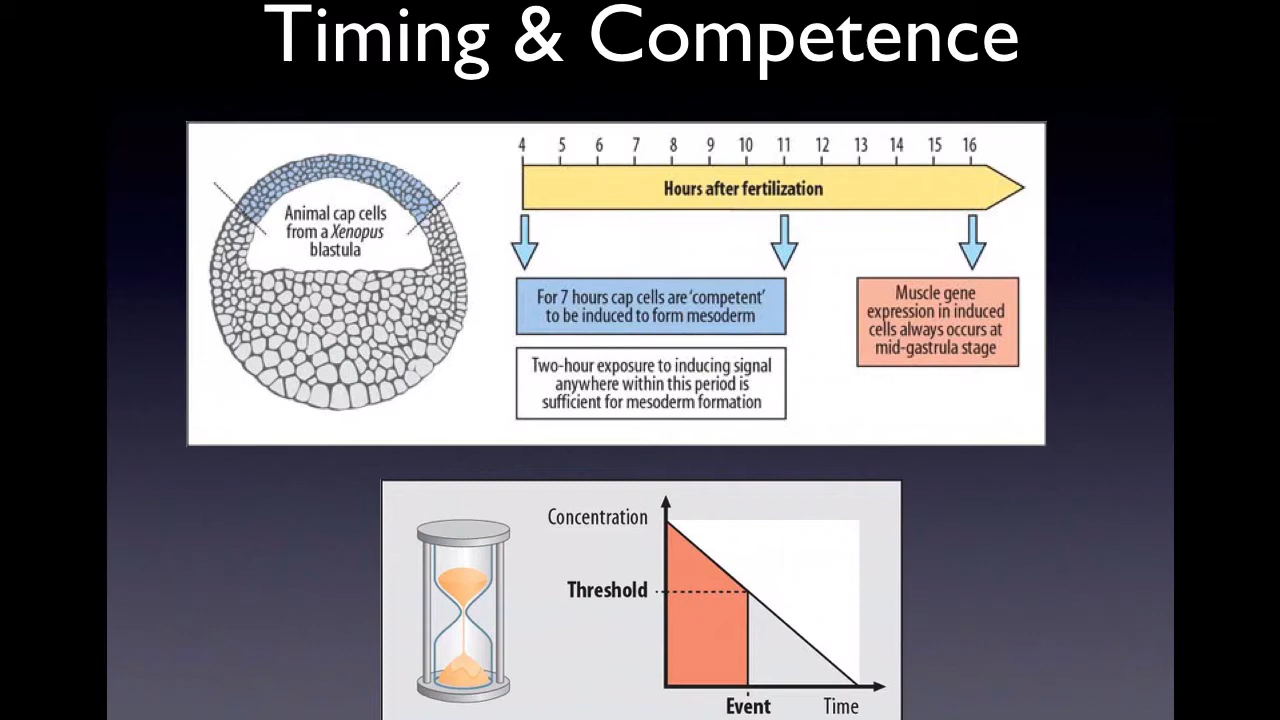 Timing & Competence
Animal cap cells
from a Xenopus
blastula
4 5 6 7 8 9 10 11 12 13 14 15 16
Hours after fertilization
For 7 hours cap cells are ‘competent’
to be induced to form mesoderm
Two-hour exposure to inducing signal
anywhere within this period is
sufficient for mesoderm formation
Muscle gene
expression in induced
cells always occurs at
mid-gastrula stage
Concentration
Threshold
Event Time